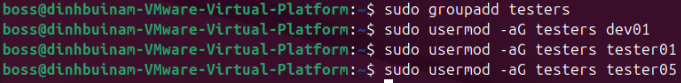 boss@dinhbuinam-VMware-Virtual-Platform:~$ sudo groupadd testers
boss@dinhbuinam-VMware-Virtual-Platform:~$ sudo usermod -aG testers dev01
boss@dinhbuinam-VMware-Virtual-Platform:~$ sudo usermod -aG testers tester01
boss@dinhbuinam-VMware-Virtual-Platform:~$ sudo usermod -aG testers tester05